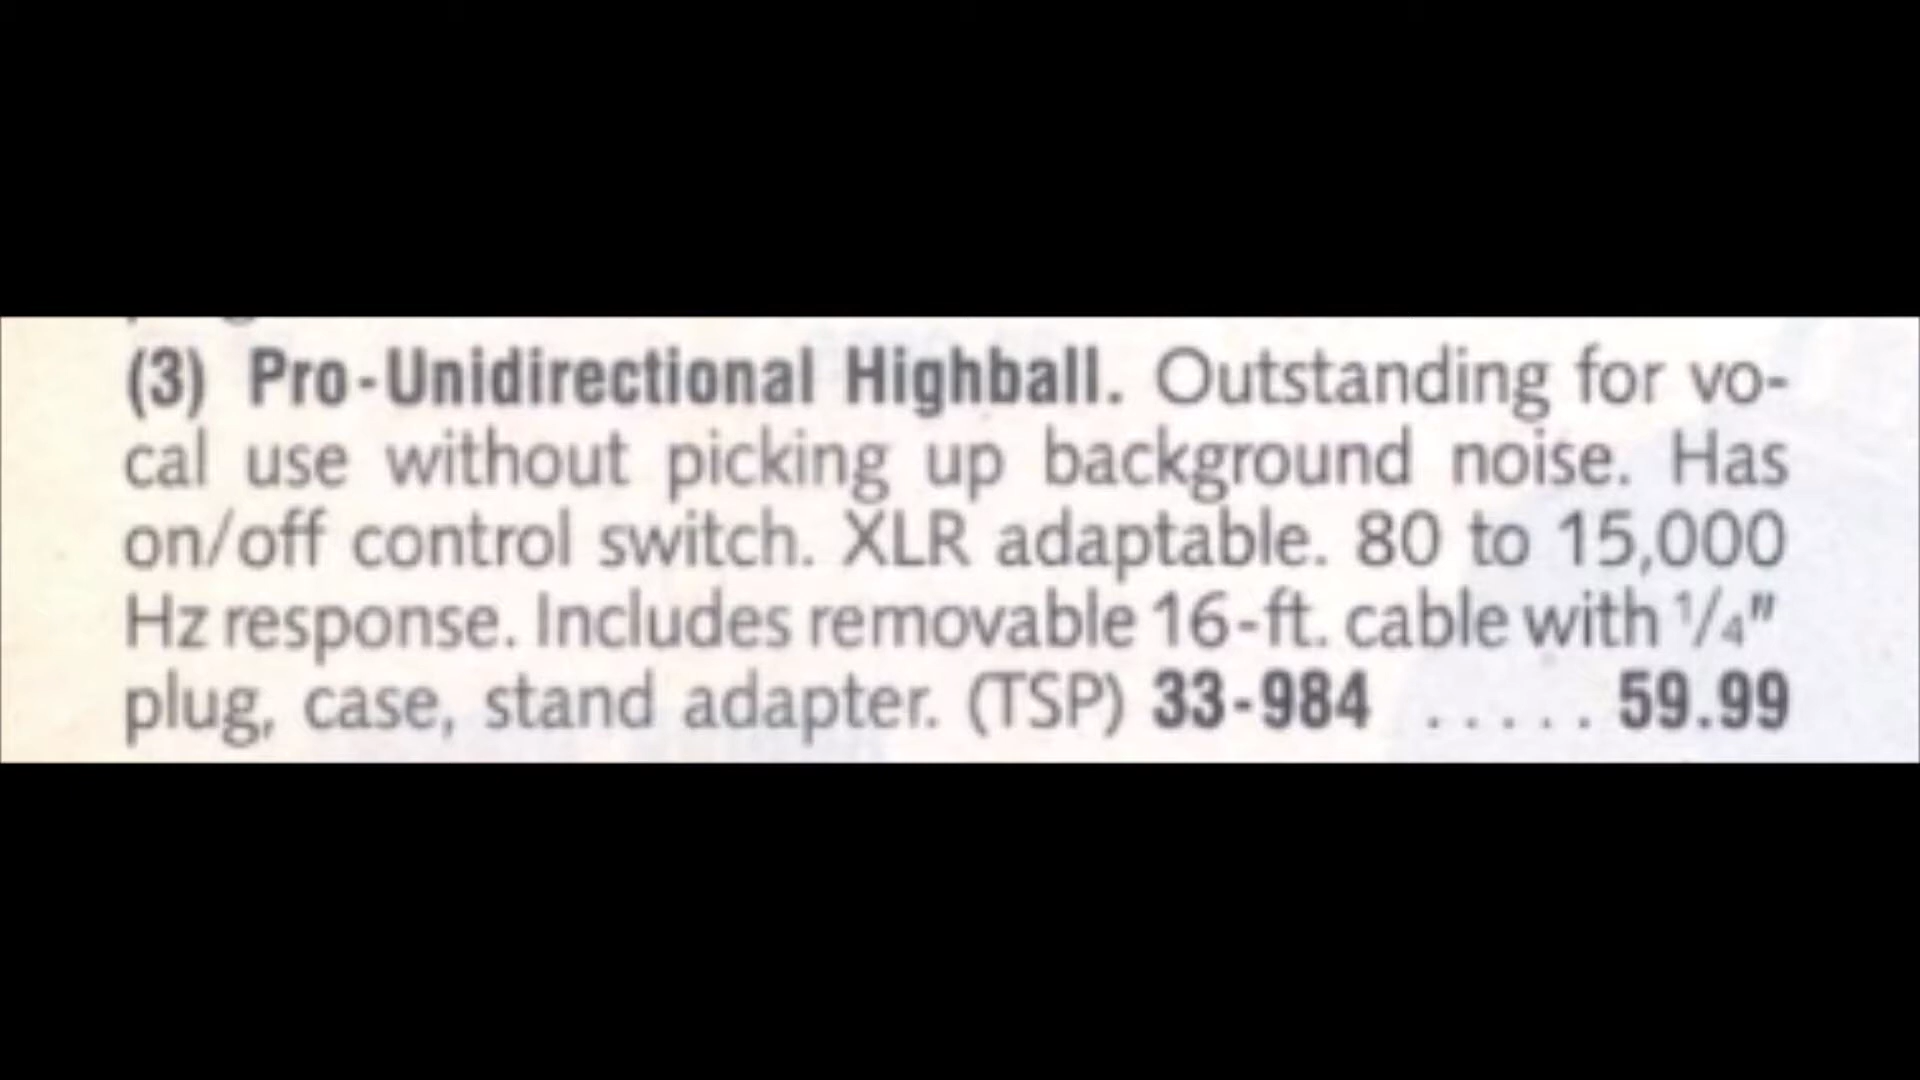 (3) Pro-Unidirectional Highball. Outstanding for vo-
cal use without picking up background noise. Has
on/off control switch. XLR adaptable. 80 to 15,000
Hz response. Includes removable 16-ft. cable with 1/4"
plug, case, stand adapter. (TSP) 33-984 ..... 59.99